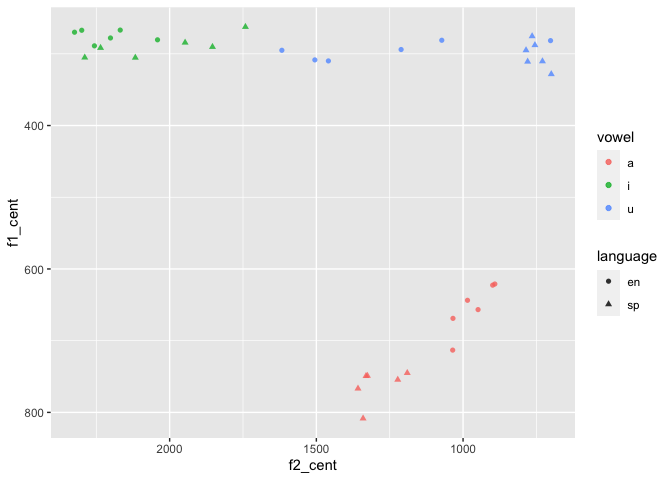 400
600
800
f1_cent
2000
1500
1000
f2_cent
vowel
a
i
u
language
en
sp